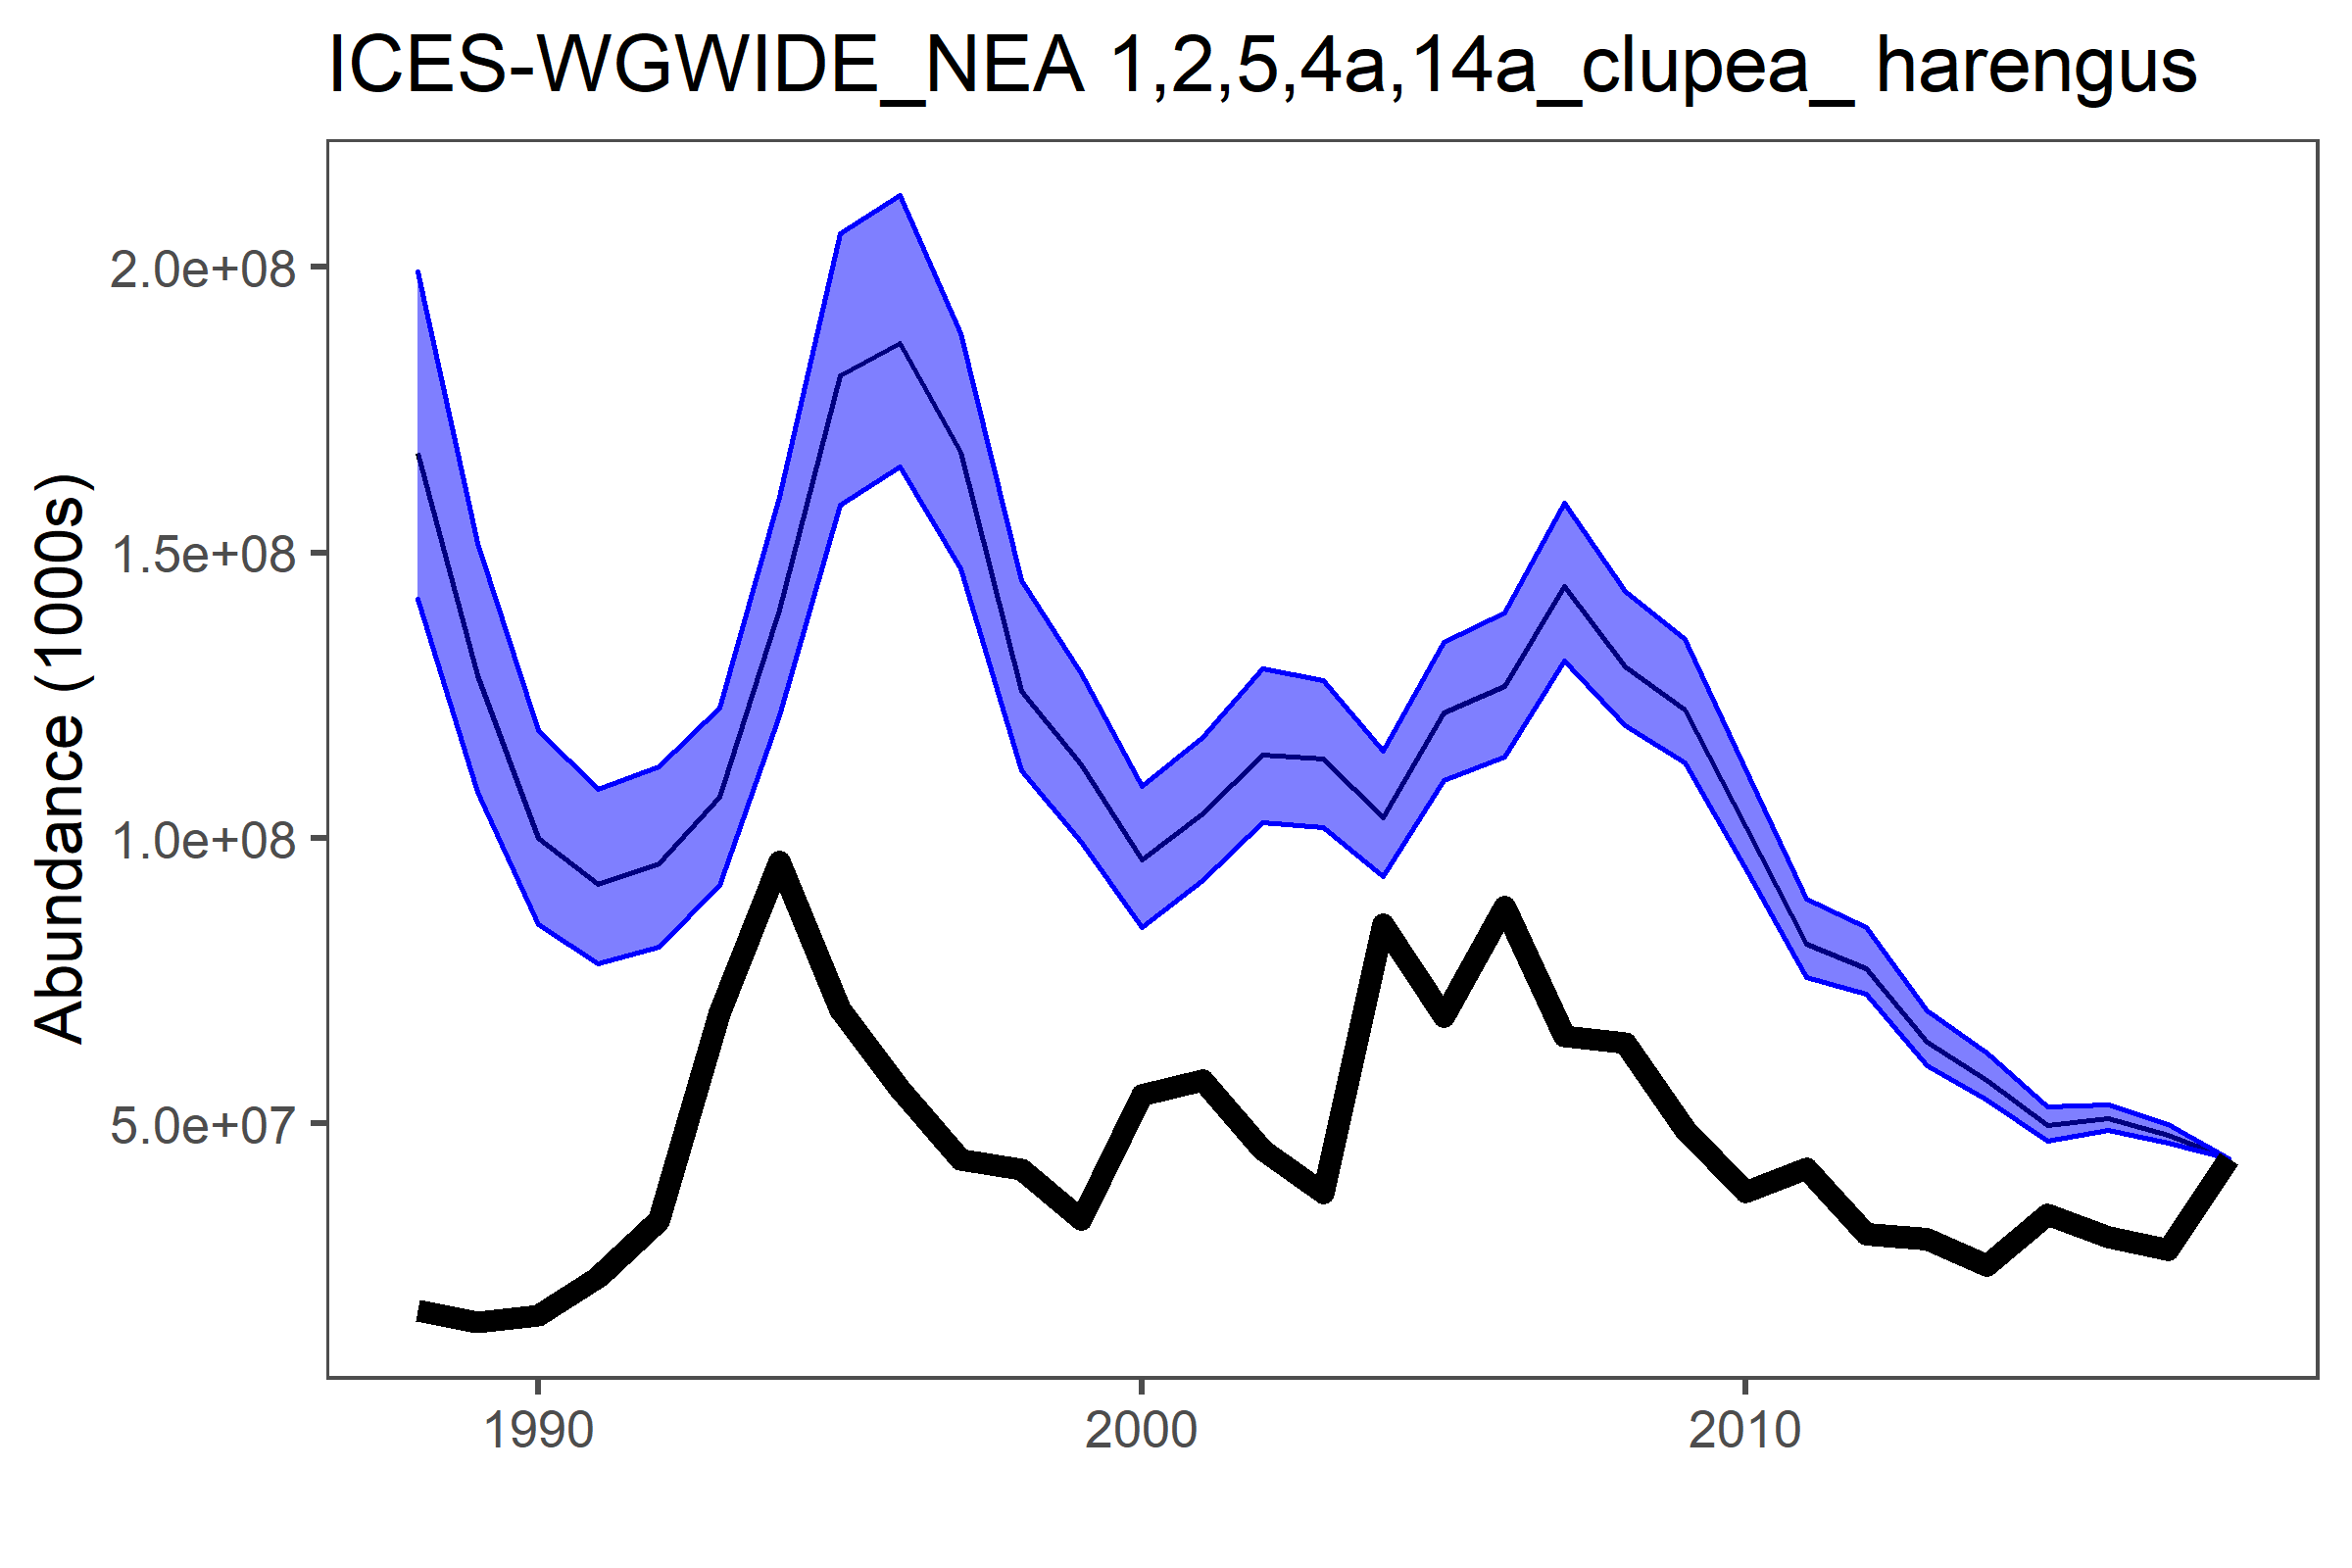 ICES-WGWIDE_NEA 1,2,5,4a,14a_clupea_ harengus
Abundance (1000s)
2.0e+08
1.5e+08
1.0e+08
5.0e+07
1990
2000
2010